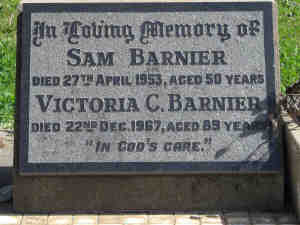 In Loving Memory of
SAM BARNIER
DIED 27TH APRIL 1953, AGED 50 YEARS
VICTORIA C. BARNIER
DIED 22ND DEC. 1967, AGED 89 YEARS
"IN GOD'S CARE."